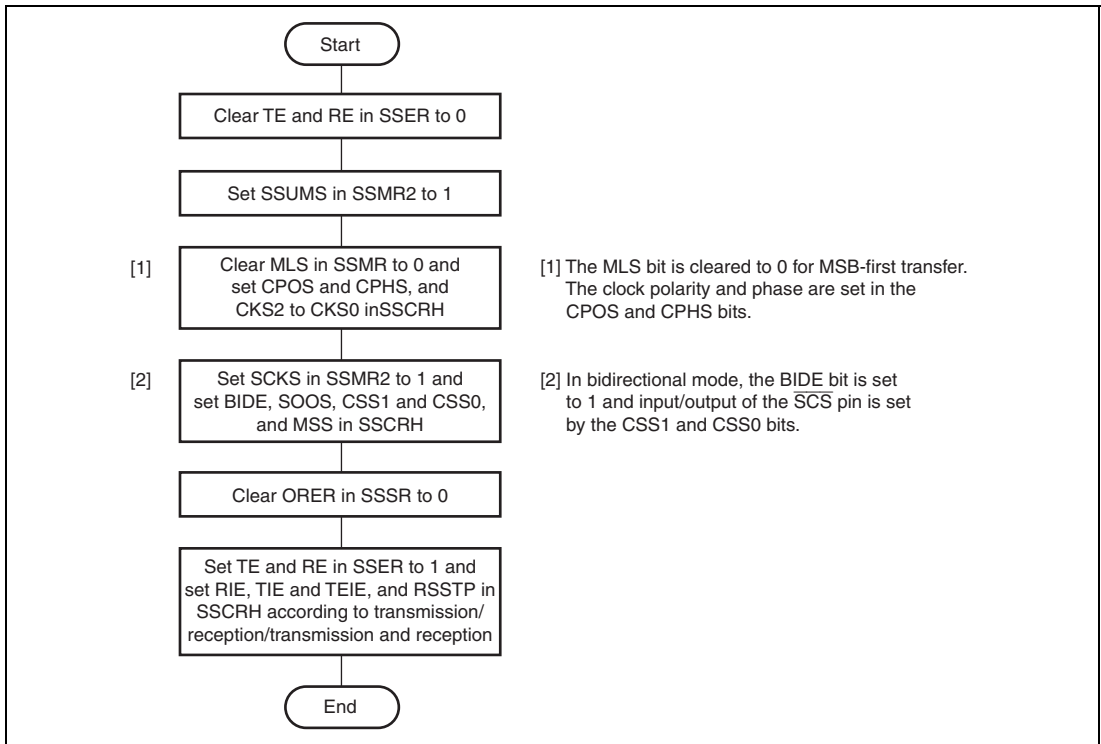 Start
Clear TE and RE in SSER to 0
Set SSUMS in SSMR2 to 1
[1]
Clear MLS in SSMR to 0 and
set CPOS and CPHS, and
CKS2 to CKS0 inSSCRH
[1] The MLS bit is cleared to 0 for MSB-first transfer.
The clock polarity and phase are set in the
CPOS and CPHS bits.
[2]
Set SCKS in SSMR2 to 1 and
set BIDE, SOOS, CSS1 and CSS0,
and MSS in SSCRH
[2] In bidirectional mode, the BIDE bit is set
to 1 and input/output of the S̅C̅S̅ pin is set
by the CSS1 and CSS0 bits.
Clear ORER in SSSR to 0
Set TE and RE in SSER to 1 and
set RIE, TIE and TEIE, and RSSTP in
SSCRH according to transmission/
reception/transmission and reception
End